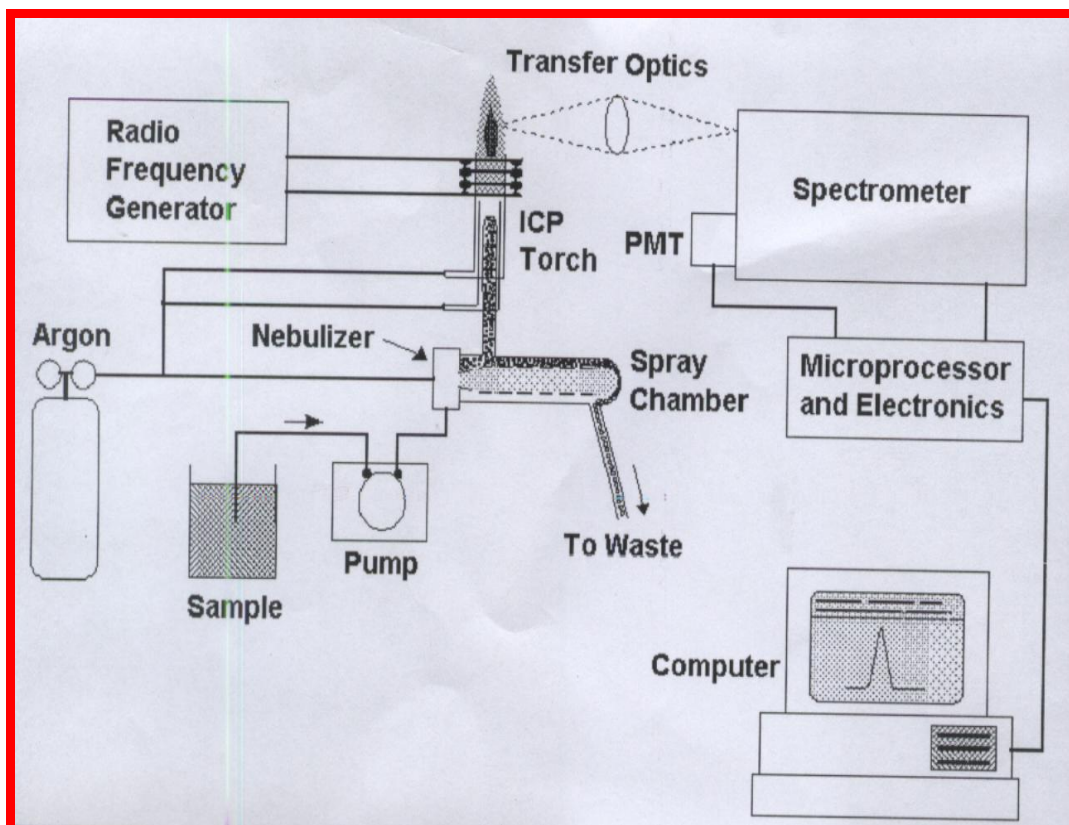 Transfer Optics
Radio
Frequency
Generator
Spectrometer
ICP
Torch
PMT
Argon
Nebulizer
Spray
Chamber
Microprocessor
and Electronics
Pump
To Waste
Sample
Computer